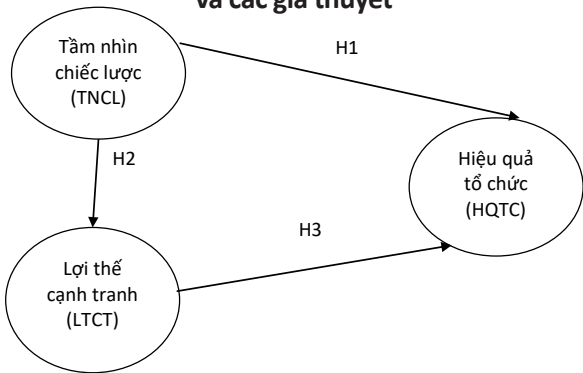 và các giả thuyết
Tầm nhìn
chiếc lược
(TNCL)
H1
H2
Hiệu quả
tổ chức
(HQTC)
H3
Lợi thế
cạnh tranh
(LTCT)